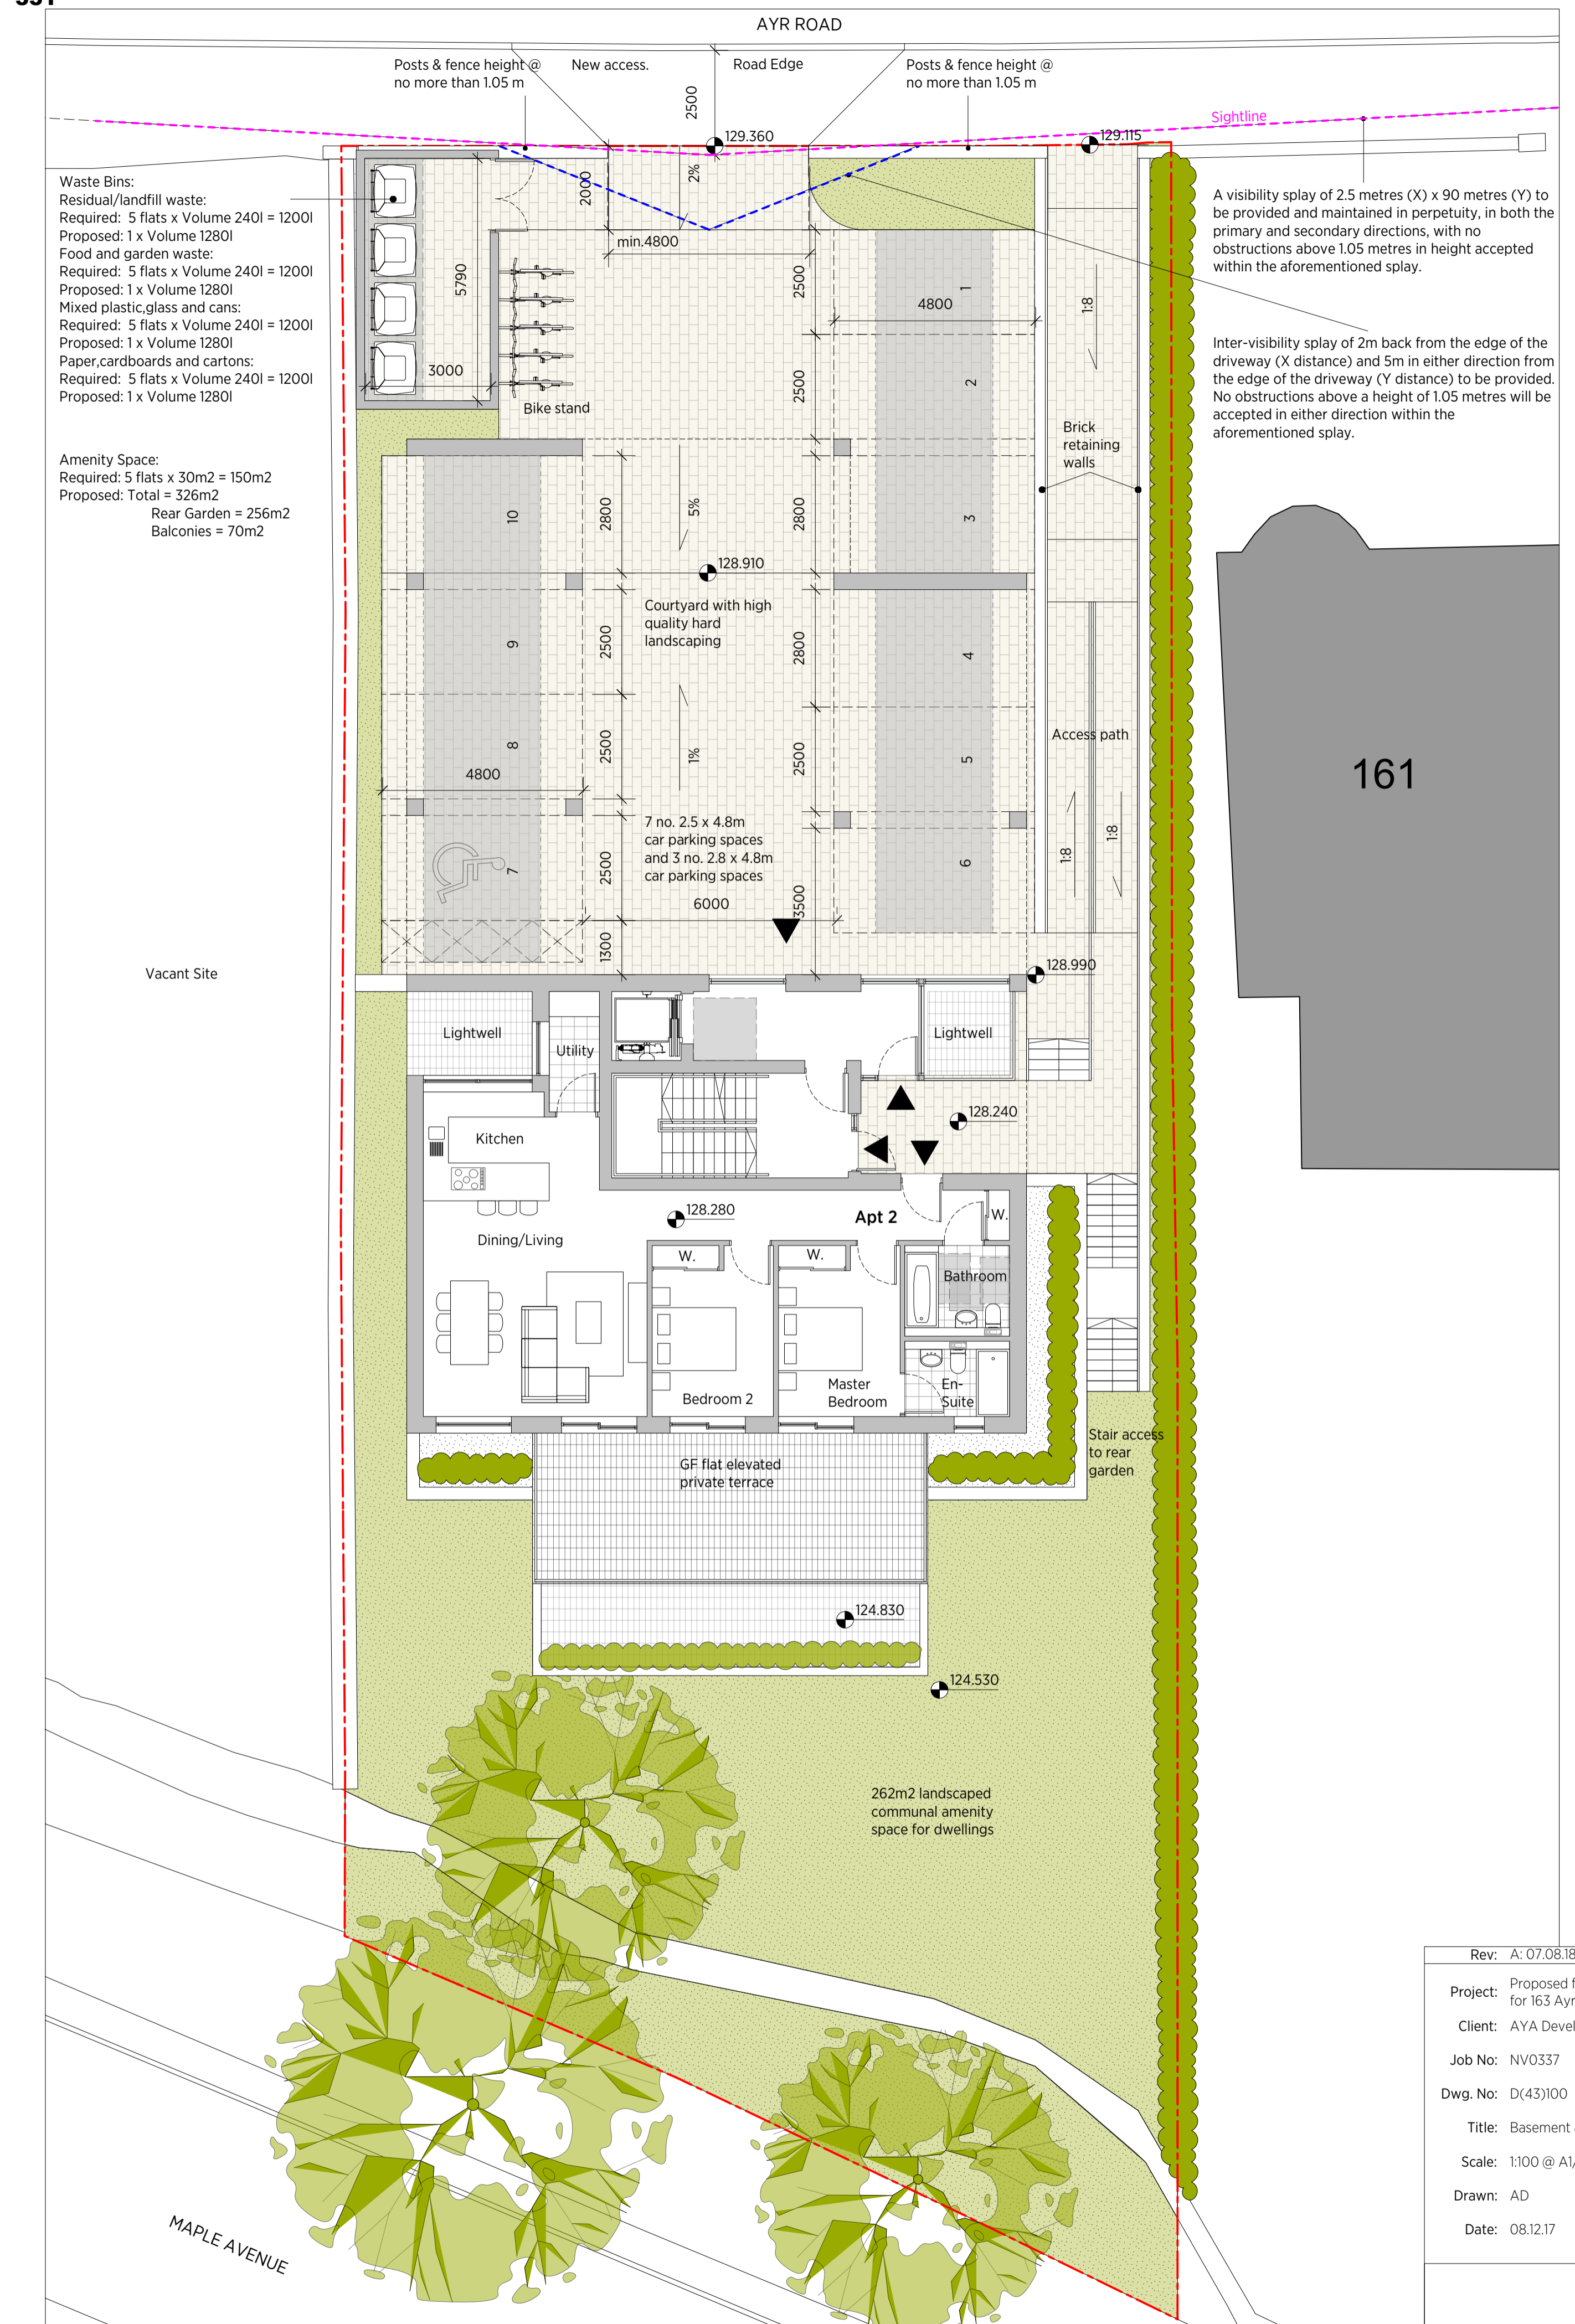 AYR ROAD
Posts & fence height @
no more than 1.05 m
New access.
Road Edge
Posts & fence height @
no more than 1.05 m
2500
Sightline
129.360
129.115
Waste Bins:
Residual/landfill waste:
Required: 5 flats x Volume 240l = 1200l
Proposed: 1 x Volume 1280l
Food and garden waste:
Required: 5 flats x Volume 240l = 1200l
Proposed: 1 x Volume 1280l
Mixed plastic,glass and cans:
Required: 5 flats x Volume 240l = 1200l
Proposed: 1 x Volume 1280l
Paper,cardboards and cartons:
Required: 5 flats x Volume 240l = 1200l
Proposed: 1 x Volume 1280l
Amenity Space:
Required: 5 flats x 30m2 = 150m2
Proposed: Total = 326m2
Rear Garden = 256m2
Balconies = 70m2
A visibility splay of 2.5 metres (X) x 90 metres (Y) to
be provided and maintained in perpetuity, in both the
primary and secondary directions, with no
obstructions above 1.05 metres in height accepted
within the aforementioned splay.
Inter-visibility splay of 2m back from the edge of the
driveway (X distance) and 5m in either direction from
the edge of the driveway (Y distance) to be provided.
No obstructions above a height of 1.05 metres will be
accepted in either direction within the
aforementioned splay.
2000
2%
min.4800
5790
3000
Bike stand
2500
4800
1
1:8
2500
2
Brick
retaining
walls
10
2800
5%
2800
3
128.910
Courtyard with high
quality hard
landscaping
9
2500
2800
4
8
2500
1%
2500
5
Access path
4800
161
7 no. 2.5 x 4.8m
car parking spaces
and 3 no. 2.8 x 4.8m
car parking spaces
7
2500
6
1:8
1:8
6000
3500
1300
Vacant Site
128.990
Lightwell
Utility
Lightwell
128.240
Kitchen
128.280
Apt 2
W.
Dining/Living
W.
W.
Bathroom
Bedroom 2
Master
Bedroom
En-
Suite
Stair access
to rear
garden
GF flat elevated
private terrace
124.830
124.530
262m2 landscaped
communal amenity
space for dwellings
MAPLE AVENUE
Rev: A: 07.08.18
Project: Proposed f
for 163 Ayr
Client: AYA Devel
Job No: NV0337
Dwg. No: D(43)100
Title: Basement
Scale: 1:100 @ A1/
Drawn: AD
Date: 08.12.17